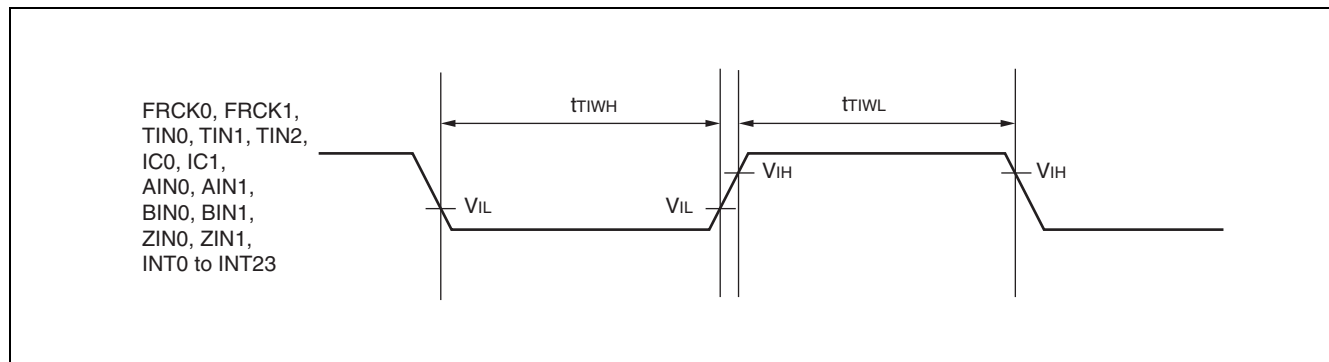 FRCK0, FRCK1,
TIN0, TIN1, TIN2,
IC0, IC1,
AIN0, AIN1,
BIN0, BIN1,
ZIN0, ZIN1,
INT0 to INT23
tTIWH
tTIWL
VIL
VIL
VIH
VIH